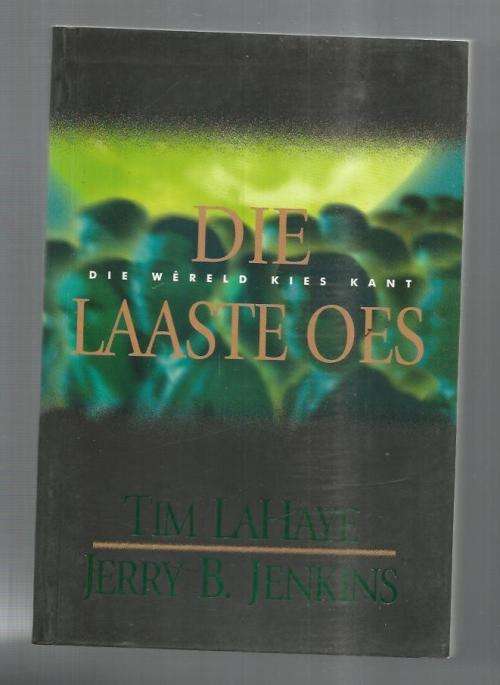 DIE
DIE WÊRELD KIES KANT
LAASTE OES
TIM LAHAYE
JERRY B. JENKINS